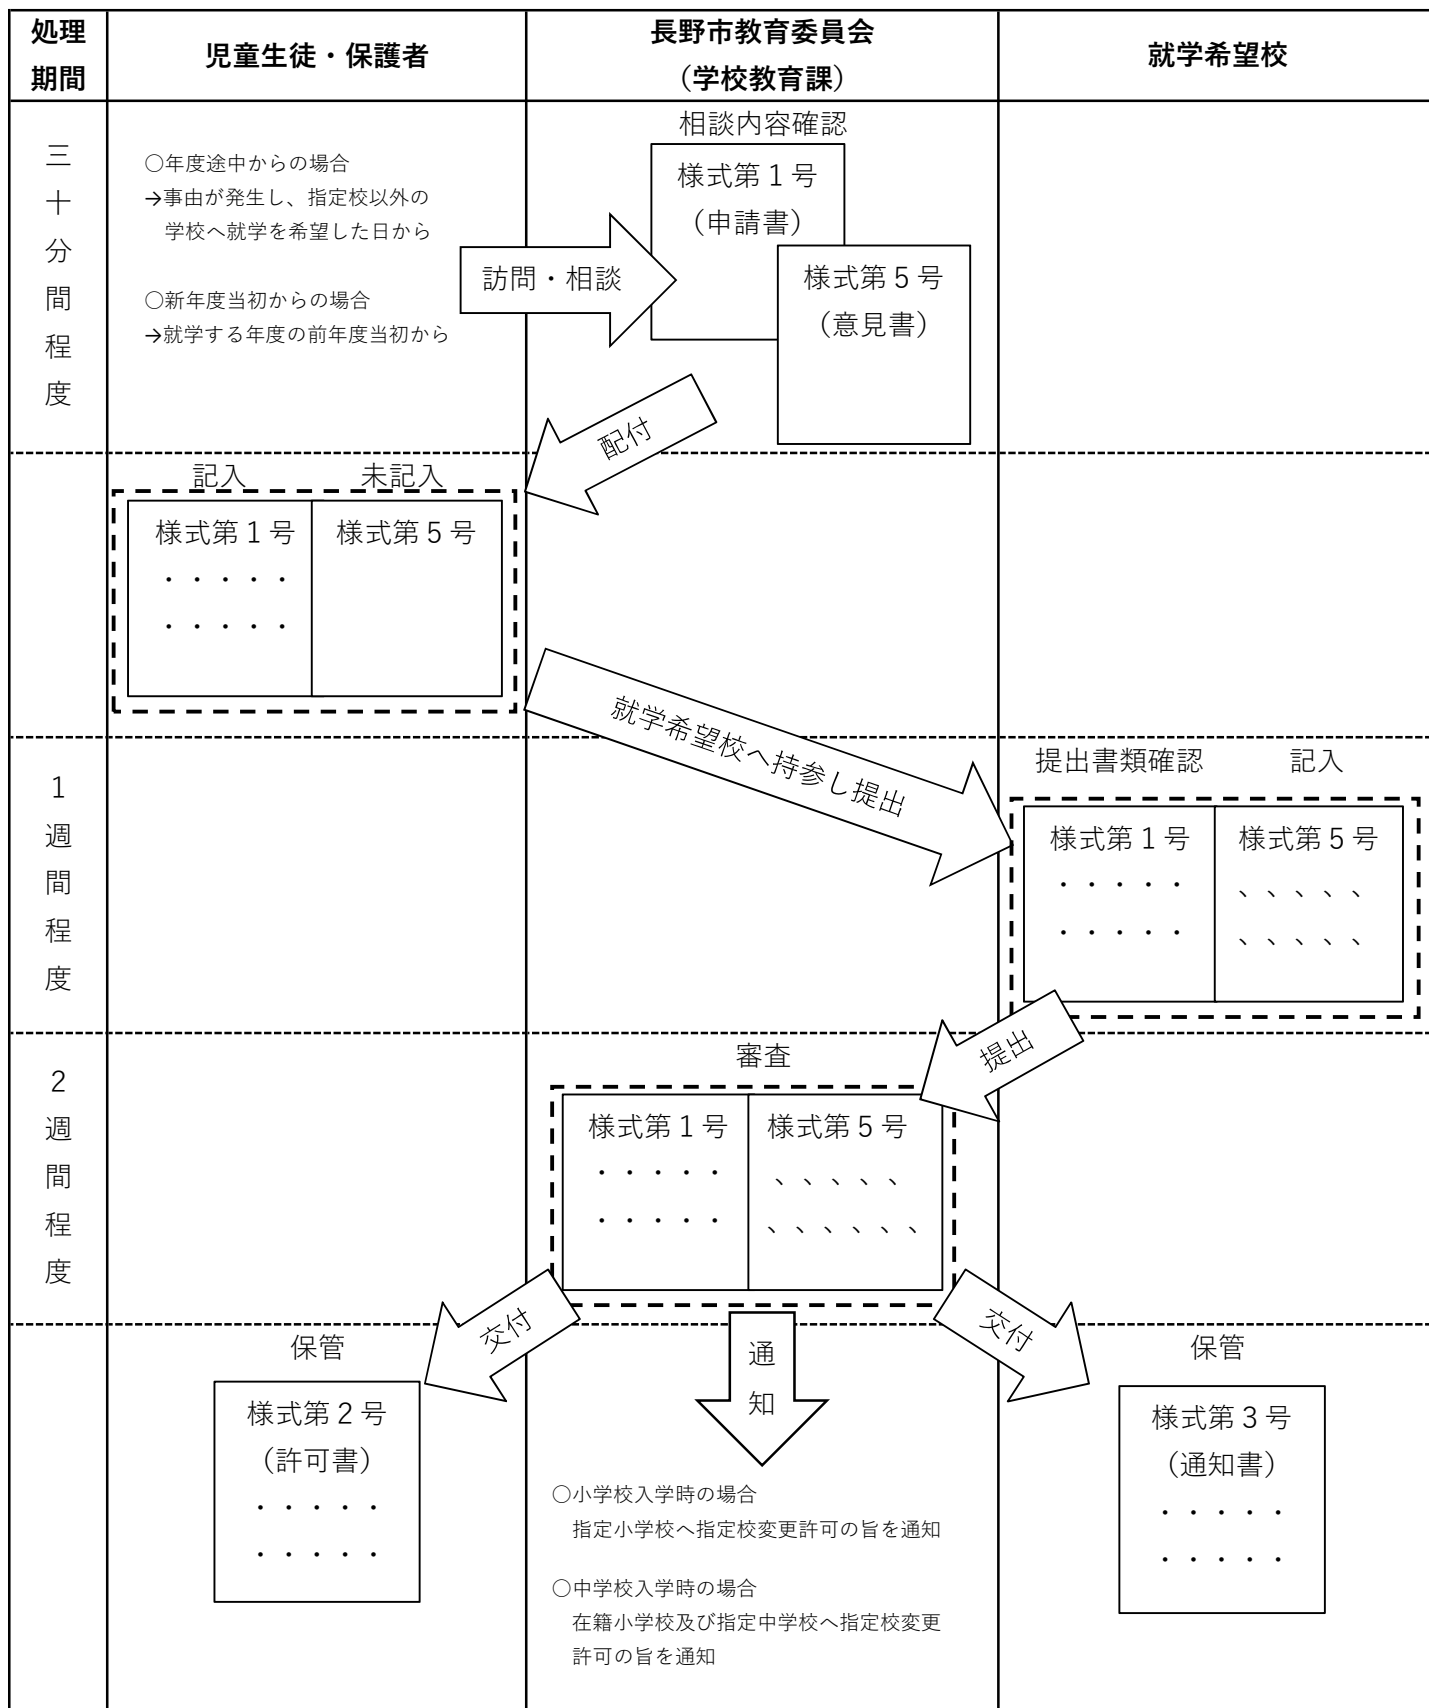 処理
期間
児童生徒・保護者
長野市教育委員会
（学校教育課）
就学希望校
三十分間程度
○年度途中からの場合
→事由が発生し、指定校以外の
学校へ就学を希望した日から
○新年度当初からの場合
→就学する年度の前年度当初から
訪問・相談
相談内容確認
様式第１号
（申請書）
様式第５号
（意見書）
配付
記入
未記入
様式第１号
・・・・・
・・・・・
様式第５号
就学希望校へ持参し提出
１週間程度
提出書類確認
記入
様式第１号
・・・・・
・・・・・
様式第５号
、、、、、
、、、、、
提出
２週間程度
審査
様式第１号
・・・・・
・・・・・
様式第５号
、、、、、
、、、、、、
交付
通知
交付
保管
様式第２号
（許可書）
・・・・・
・・・・・
○小学校入学時の場合
指定小学校へ指定校変更許可の旨を通知
○中学校入学時の場合
在籍小学校及び指定中学校へ指定校変更
許可の旨を通知
保管
様式第３号
（通知書）
・・・・・
・・・・・